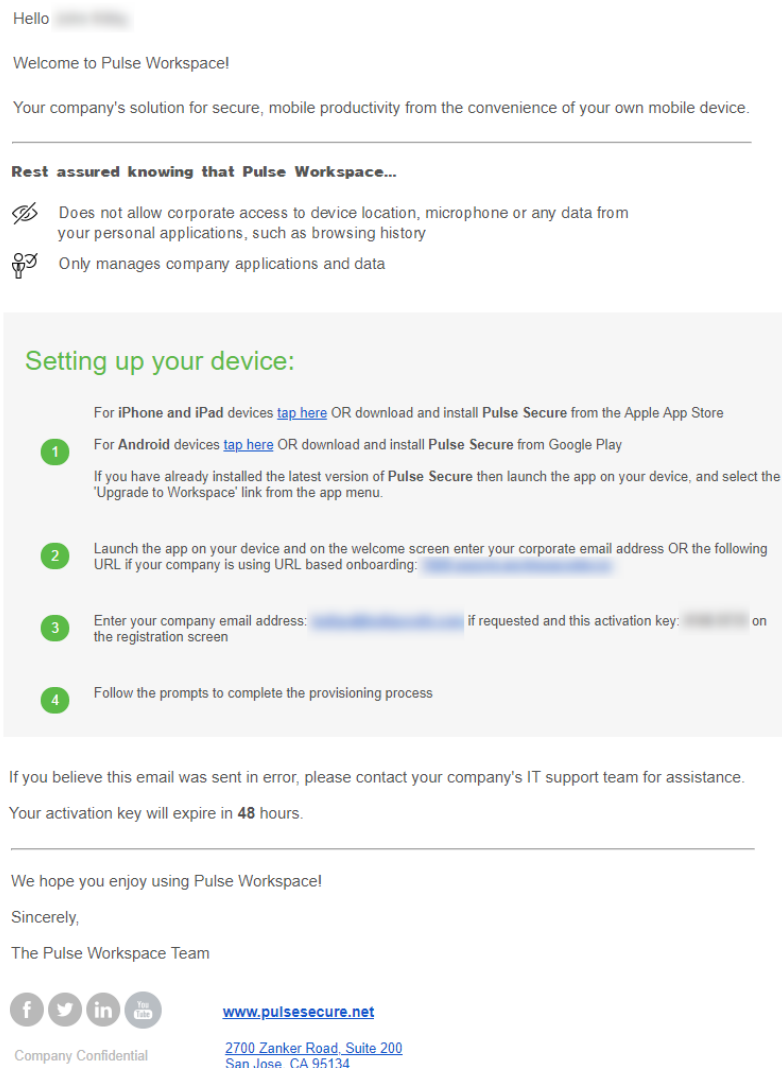 Hello
Welcome to Pulse Workspace!
Your company's solution for secure, mobile productivity from the convenience of your own mobile device.
Rest assured knowing that Pulse Workspace...
Does not allow corporate access to device location, microphone or any data from
your personal applications, such as browsing history
Only manages company applications and data
Setting up your device:
For iPhone and iPad devices tap here OR download and install Pulse Secure from the Apple App Store
1
For Android devices tap here OR download and install Pulse Secure from Google Play
If you have already installed the latest version of Pulse Secure then launch the app on your device, and select the
'Upgrade to Workspace' link from the app menu.
2
Launch the app on your device and on the welcome screen enter your corporate email address OR the following
URL if your company is using URL based onboarding:
3
Enter your company email address: if requested and this activation key: on
the registration screen
4
Follow the prompts to complete the provisioning process
If you believe this email was sent in error, please contact your company's IT support team for assistance.
Your activation key will expire in 48 hours.
We hope you enjoy using Pulse Workspace!
Sincerely,
The Pulse Workspace Team
f in You Tube
www.pulsesecure.net
Company Confidential
2700 Zanker Road, Suite 200
San Jose, CA 95134